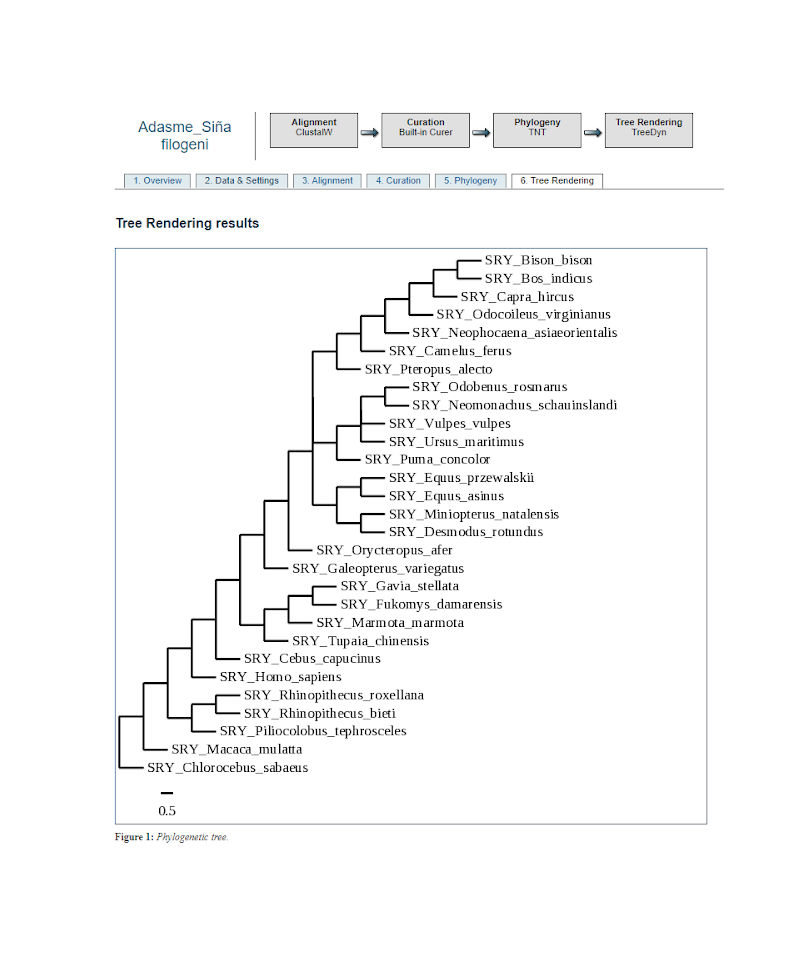 Adasme_Siña
filogeni
Alignment
ClustalW
Curation
Built-in Curer
Phylogeny
TNT
Tree Rendering
TreeDyn
1. Overview
2. Data & Settings
3. Alignment
4. Curation
5. Phylogeny
6. Tree Rendering
Tree Rendering results
SRY_Bison_bison
SRY_Bos_indicus
SRY_Capra_hircus
SRY_Odocoileus_virginianus
SRY_Neophocaena_asiaeorientalis
SRY_Camelus_ferus
SRY_Pteropus_alecto
SRY_Odobenus_rosmarus
SRY_Neomonachus_schauinslandi
SRY_Vulpes_vulpes
SRY_Ursus_maritimus
SRY_Puma_concolor
SRY_Equus_przewalskii
SRY_Equus_asinus
SRY_Miniopterus_natalensis
SRY_Desmodus_rotundus
SRY_Orycteropus_afer
SRY_Galeopterus_variegatus
SRY_Gavia_stellata
SRY_Fukomys_damarensis
SRY_Marmota_marmota
SRY_Tupaia_chinensis
SRY_Cebus_capucinus
SRY_Homo_sapiens
SRY_Rhinopithecus_roxellana
SRY_Rhinopithecus_bieti
SRY_Piliocolobus_tephrosceles
SRY_Macaca_mulatta
SRY_Chlorocebus_sabaeus
0.5
Figure 1: Phylogenetic tree.